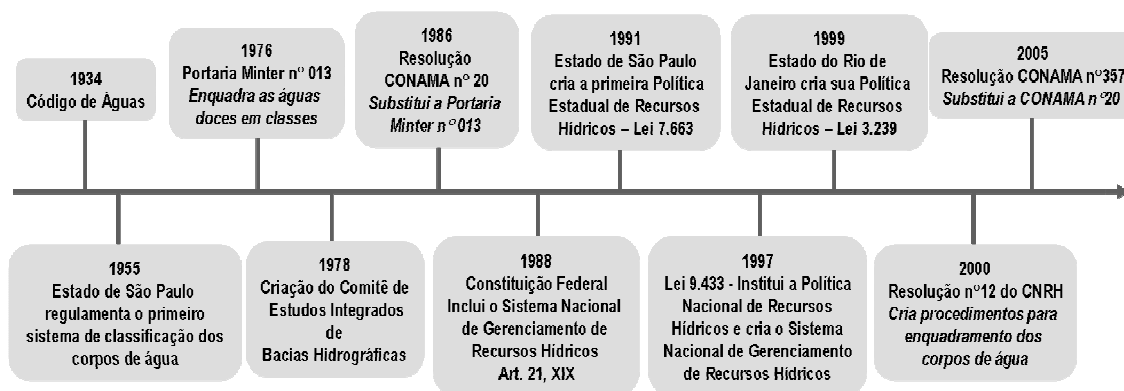 1934
Código de Águas
1976
Portaria Minter nº 013
Enquadra as águas
doces em classes
1986
Resolução
CONAMA nº 20
Substitui a Portaria
Minter nº 013
1991
Estado de São Paulo
cria a primeira Política
Estadual de Recursos
Hídricos – Lei 7.663
1999
Estado do Rio de
Janeiro cria sua Política
Estadual de Recursos
Hídricos – Lei 3.239
2005
Resolução CONAMA nº357
Substitui a CONAMA nº20
1955
Estado de São Paulo
regulamenta o primeiro
sistema de classificação dos
corpos de água
1978
Criação do Comitê de
Estudos Integrados
de
Bacias Hidrográficas
1988
Constituição Federal
Inclui o Sistema Nacional
de Gerenciamento de
Recursos Hídricos
Art. 21, XIX
1997
Lei 9.433 - Institui a Política
Nacional de Recursos
Hídricos e cria o Sistema
Nacional de Gerenciamento
de Recursos Hídricos
2000
Resolução nº12 do CNRH
Cria procedimentos para
enquadramento dos
corpos de água